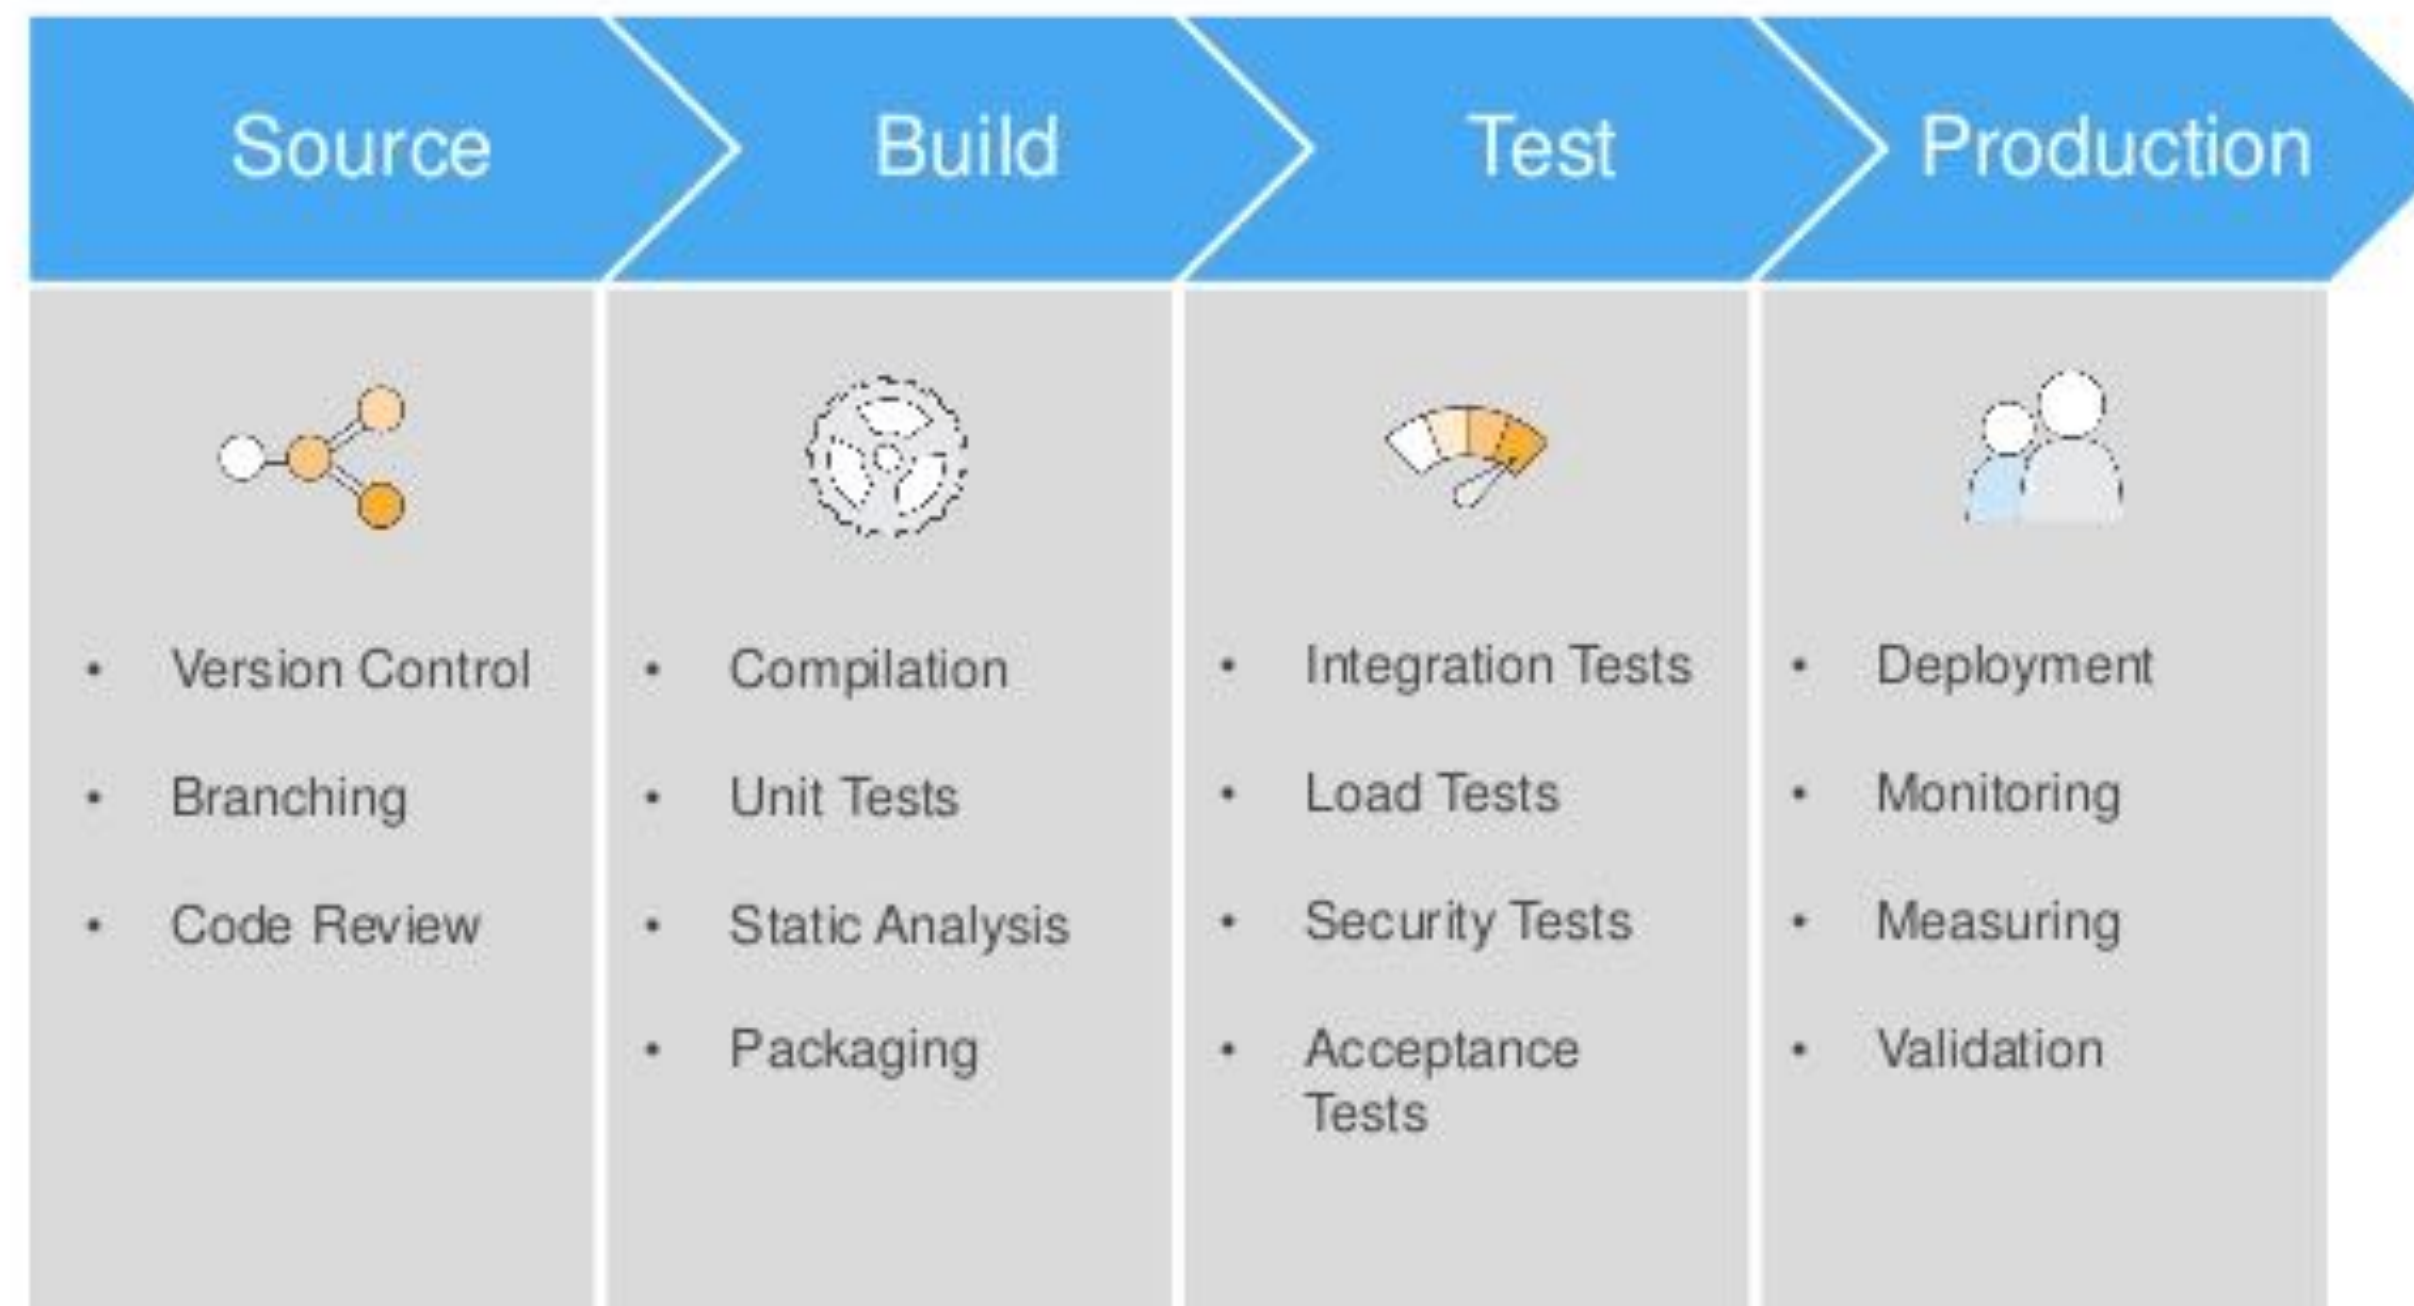 Source
Build
Test
Production
• Version Control
• Branching
• Code Review
• Compilation
• Unit Tests
• Static Analysis
• Packaging
• Integration Tests
• Load Tests
• Security Tests
• Acceptance
Tests
• Deployment
• Monitoring
• Measuring
• Validation